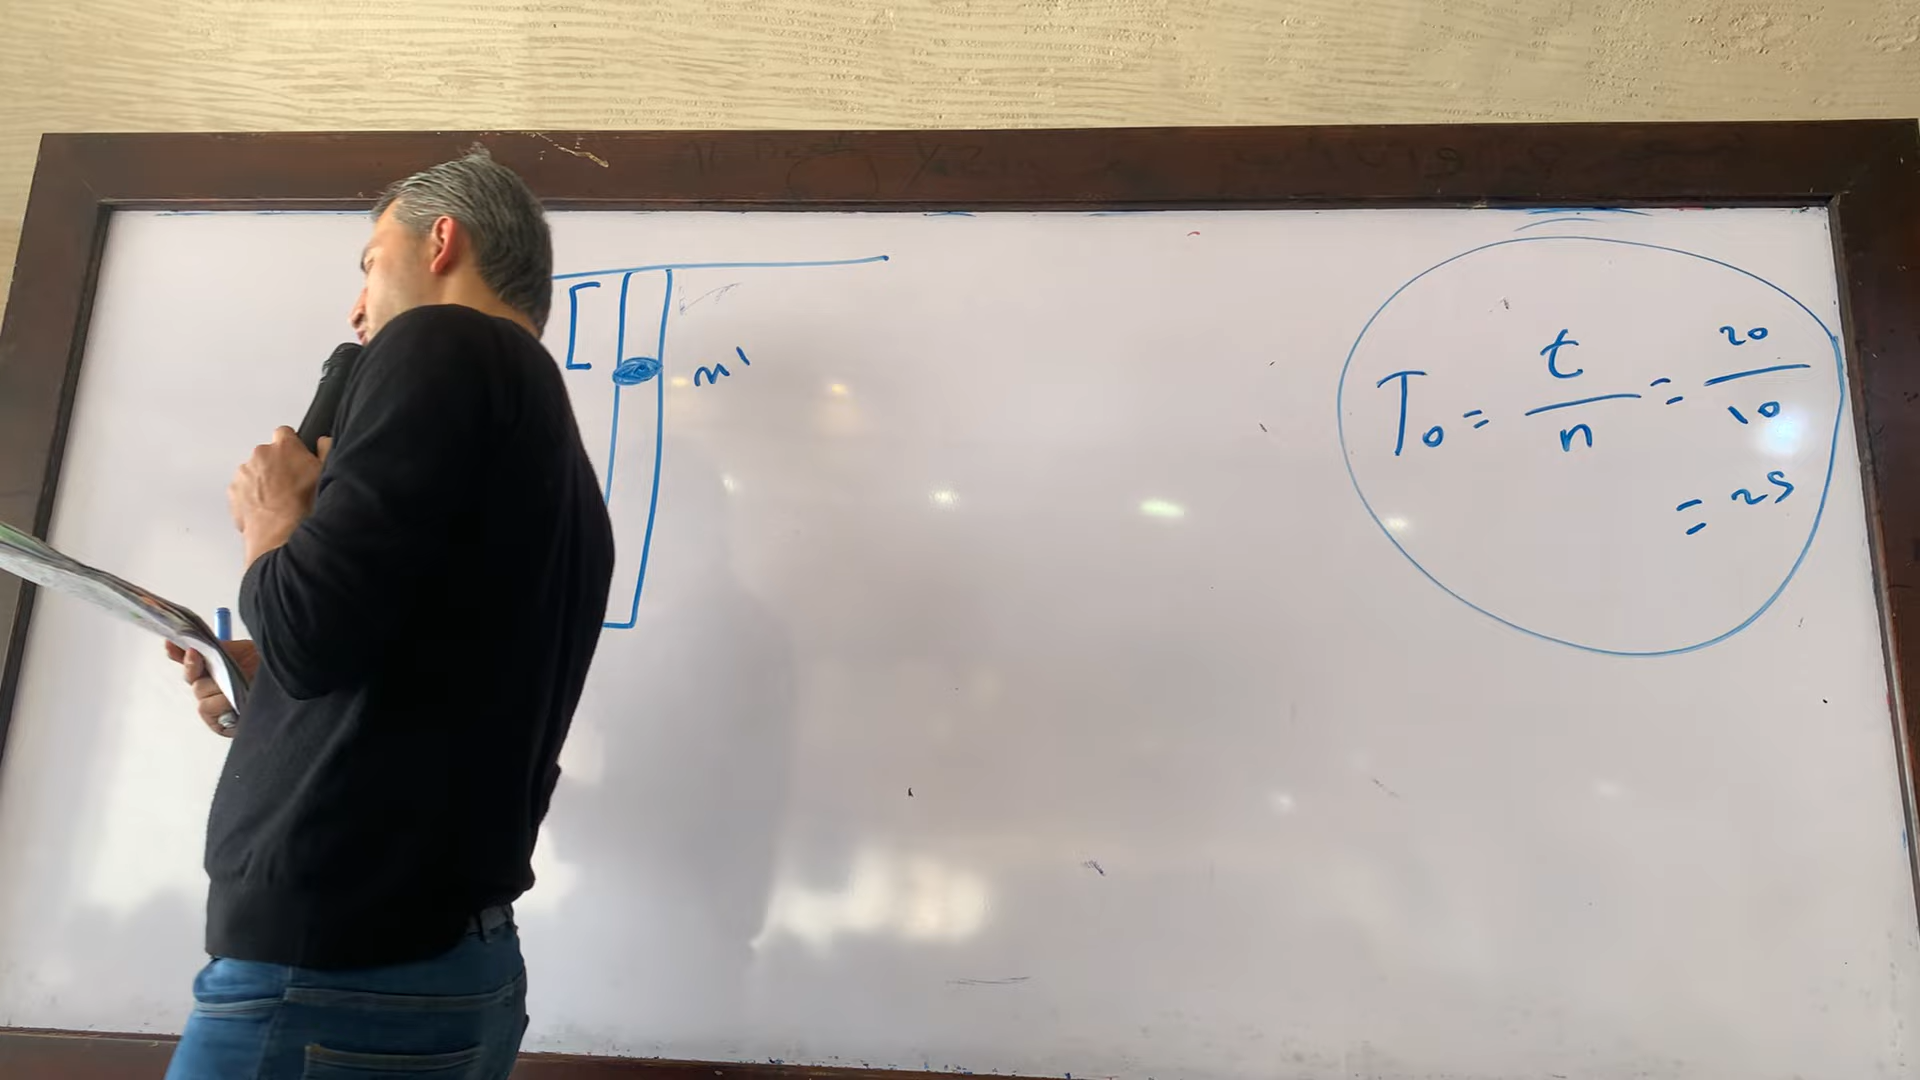 m'
T₀ = t/n = 20/10
= 2s